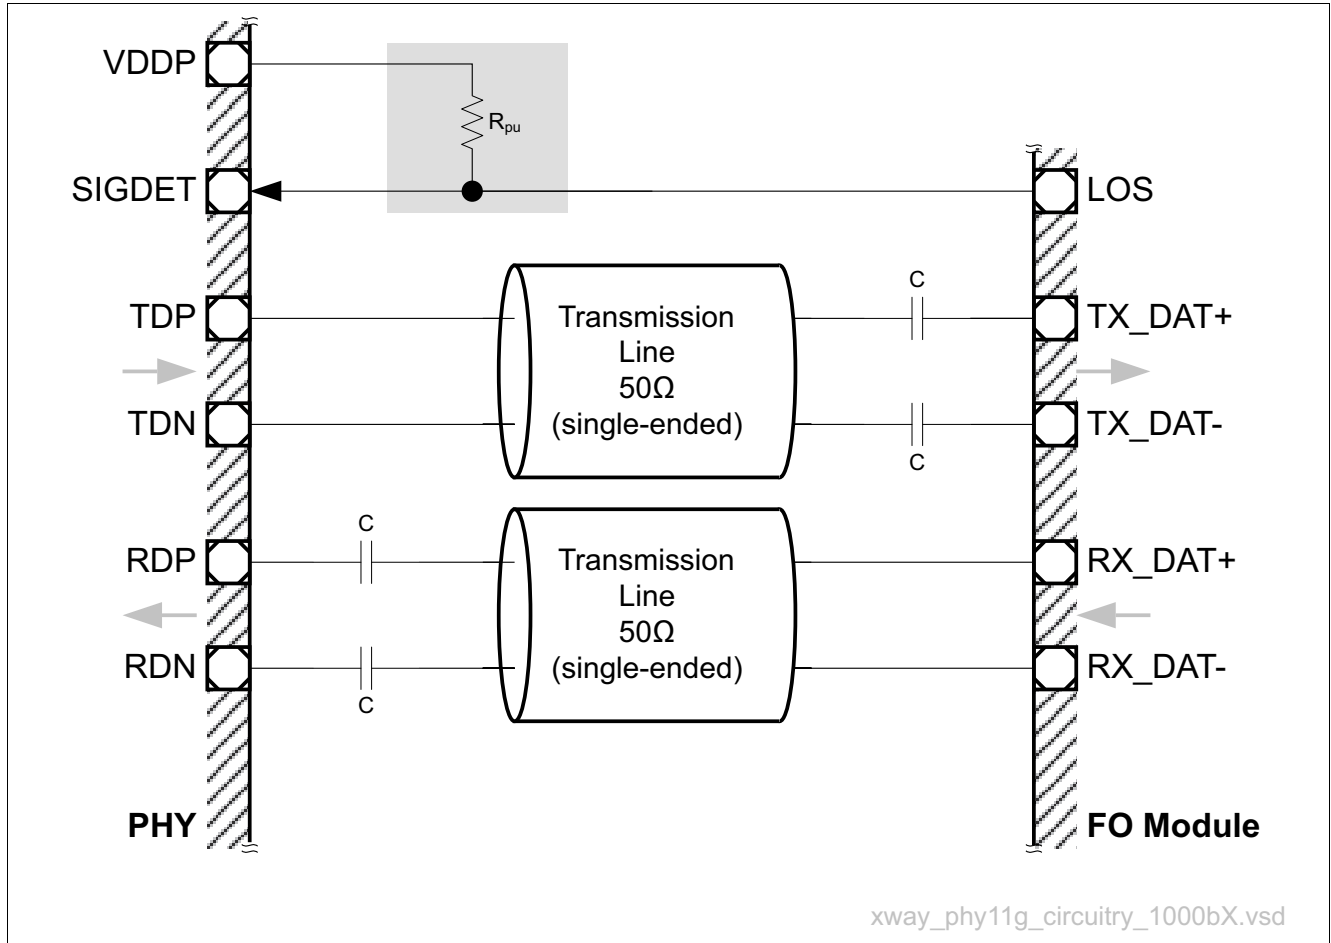 VDDP
R_pu
SIGDET
LOS
C
TDP
Transmission
Line
50Ω
(single-ended)
TX_DAT+
TDN
TX_DAT-
C
C
RDP
Transmission
Line
50Ω
(single-ended)
RX_DAT+
RDN
RX_DAT-
C
PHY
FO Module
xway_phy11g_circuitry_1000bX.vsd